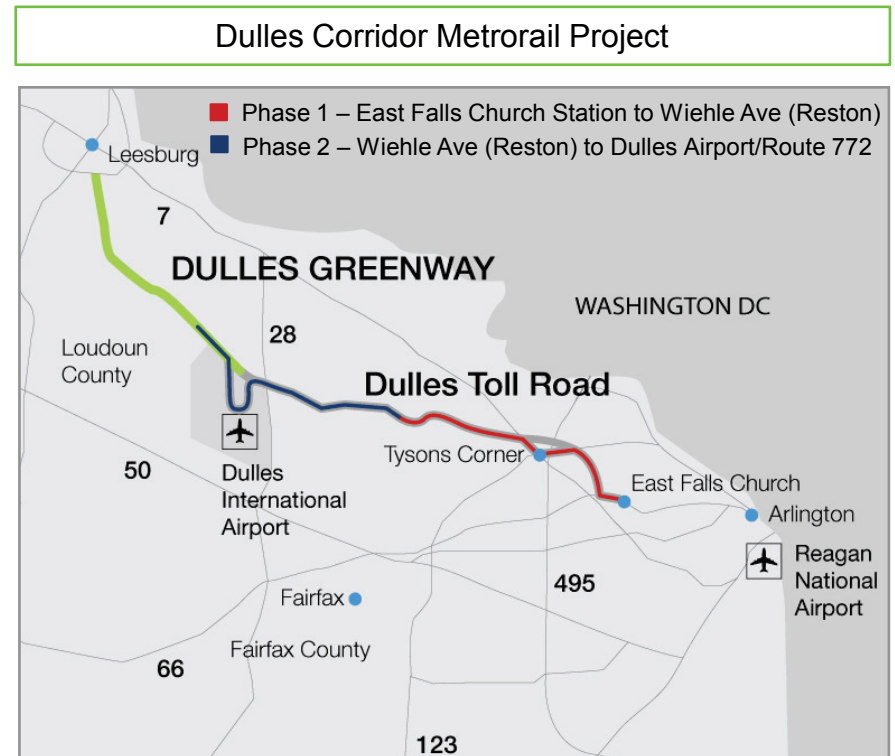 Dulles Corridor Metrorail Project
Phase 1 – East Falls Church Station to Wiehle Ave (Reston)
Phase 2 – Wiehle Ave (Reston) to Dulles Airport/Route 772
Leesburg
7
DULLES GREENWAY
WASHINGTON DC
28
Loudoun
County
Dulles Toll Road
Tysons Corner
50
Dulles
International
Airport
East Falls Church
Arlington
Reagan
National
Airport
495
Fairfax
Fairfax County
66
123